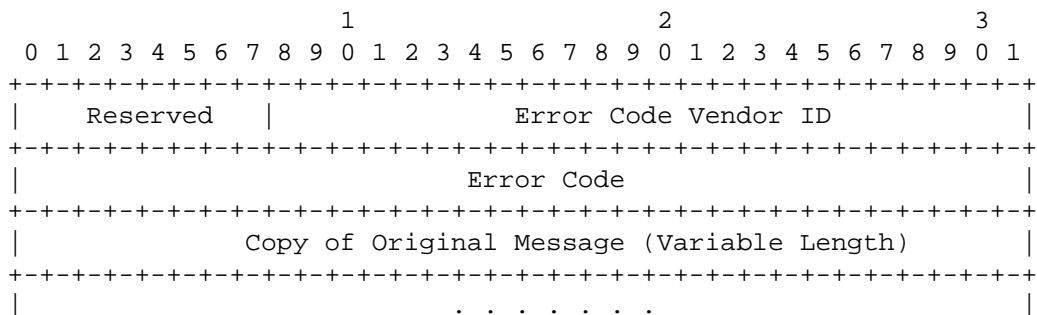 1                   2                   3
 0 1 2 3 4 5 6 7 8 9 0 1 2 3 4 5 6 7 8 9 0 1 2 3 4 5 6 7 8 9 0 1
+-+-+-+-+-+-+-+-+-+-+-+-+-+-+-+-+-+-+-+-+-+-+-+-+-+-+-+-+-+-+-+-+
|    Reserved   |               Error Code Vendor ID            |
+-+-+-+-+-+-+-+-+-+-+-+-+-+-+-+-+-+-+-+-+-+-+-+-+-+-+-+-+-+-+-+-+
|                            Error Code                         |
+-+-+-+-+-+-+-+-+-+-+-+-+-+-+-+-+-+-+-+-+-+-+-+-+-+-+-+-+-+-+-+-+
|              Copy of Original Message (Variable Length)       |
+-+-+-+-+-+-+-+-+-+-+-+-+-+-+-+-+-+-+-+-+-+-+-+-+-+-+-+-+-+-+-+-+
|                           . . . . . . .                       |